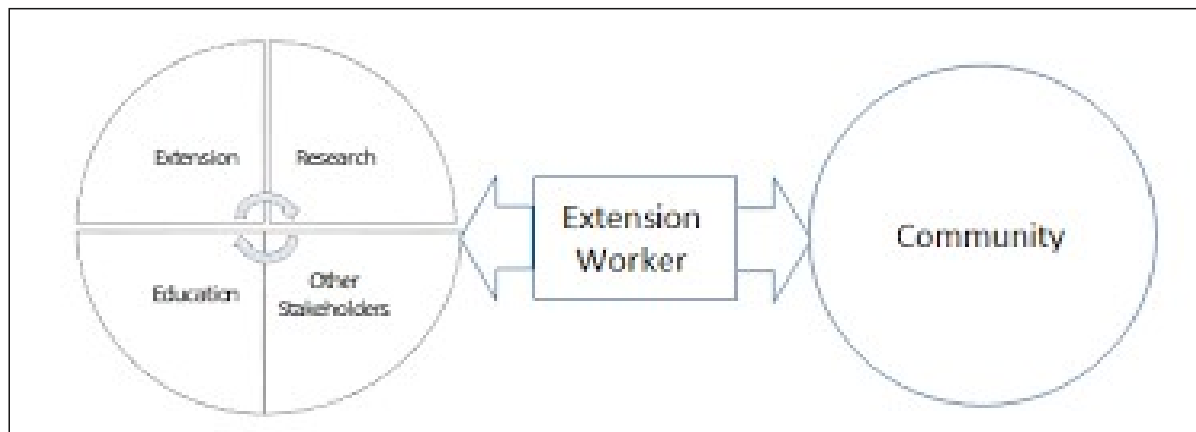 Extension
Research
Education
Other
Stakeholders
Extension
Worker
Community